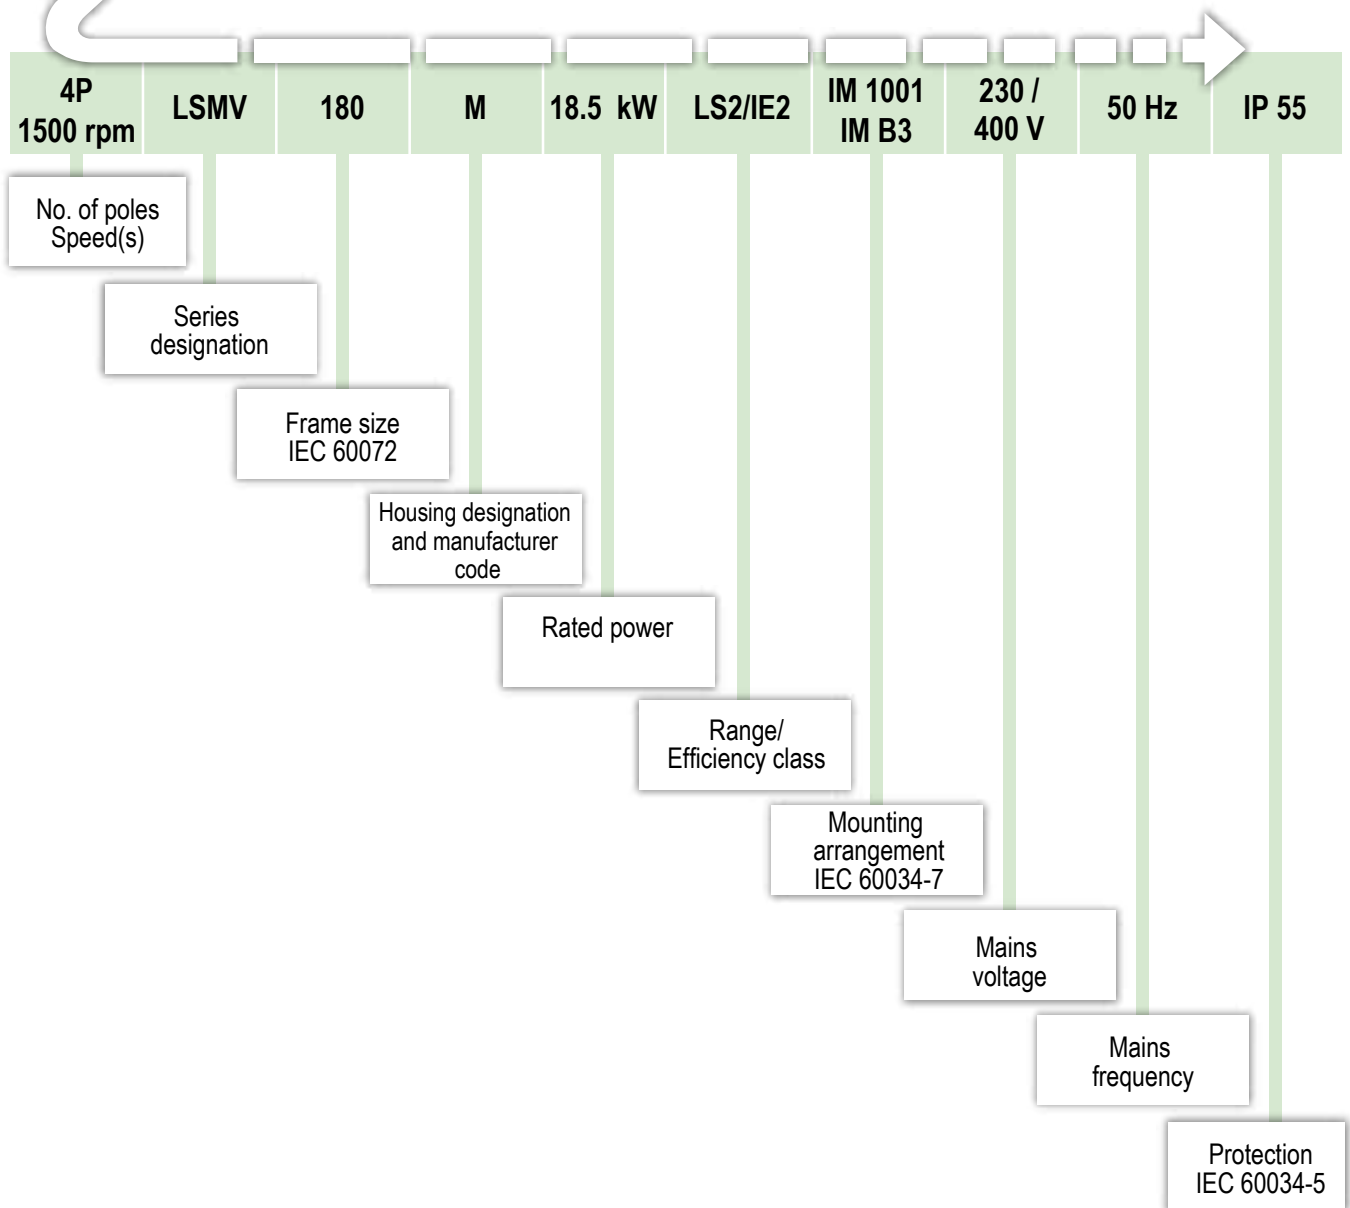 4P
1500 rpm
LSMV
180
M
18.5 kW
LS2/IE2
IM 1001
IM B3
230 /
400 V
50 Hz
IP 55
No. of poles
Speed(s)
Series
designation
Frame size
IEC 60072
Housing designation
and manufacturer
code
Rated power
Range/
Efficiency class
Mounting
arrangement
IEC 60034-7
Mains
voltage
Mains
frequency
Protection
IEC 60034-5